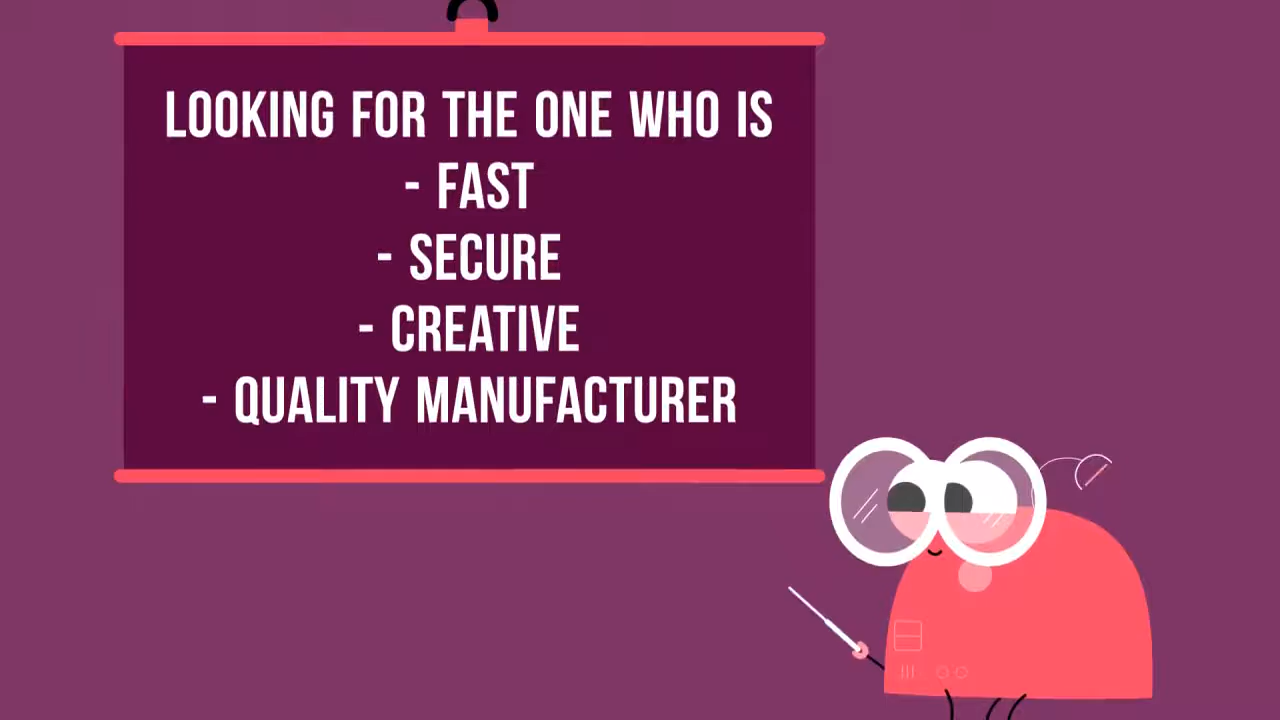 LOOKING FOR THE ONE WHO IS
- FAST
- SECURE
- CREATIVE
- QUALITY MANUFACTURER